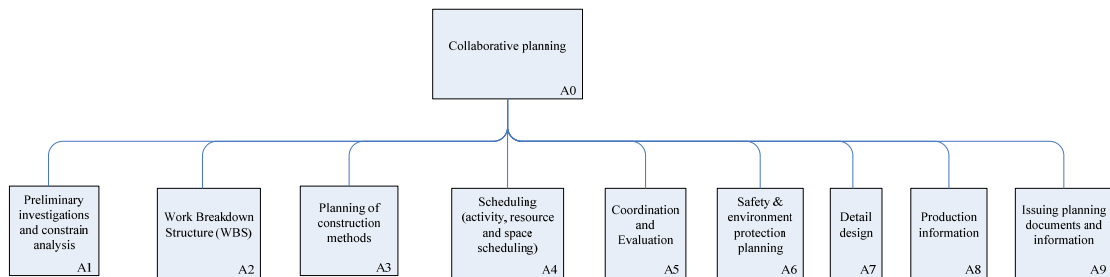 Collaborative planning
A0
Preliminary
investigations
and constrain
analysis
A1
Work Breakdown
Structure (WBS)
A2
Planning of
construction
methods
A3
Scheduling
(activity, resource
and space
scheduling)
A4
Coordination
and
Evaluation
A5
Safety &
environment
protection
planning
A6
Detail
design
A7
Production
information
A8
Issuing planning
documents and
information
A9